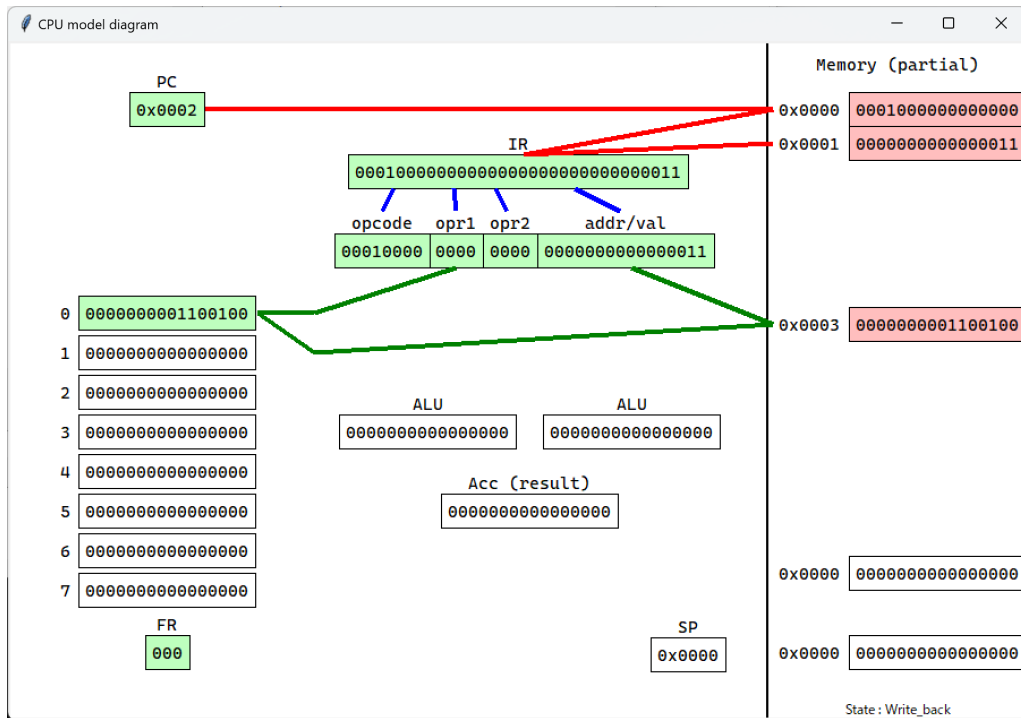 CPU model diagram
Memory (partial)
PC
0x0002
0x0000 0001000000000000
0x0001 0000000000000011
IR
00010000000000000000000000000011
opcode opr1 opr2 addr/val
00010000 0000 0000 0000000000000011
0 0000000001100100
0x0003 0000000001100100
1 0000000000000000
2 0000000000000000
ALU ALU
3 0000000000000000
0000000000000000 0000000000000000
4 0000000000000000
Acc (result)
5 0000000000000000
0000000000000000
6 0000000000000000
0x0000 0000000000000000
7 0000000000000000
FR
SP
000
0x0000
0x0000 0000000000000000
State : Write_back